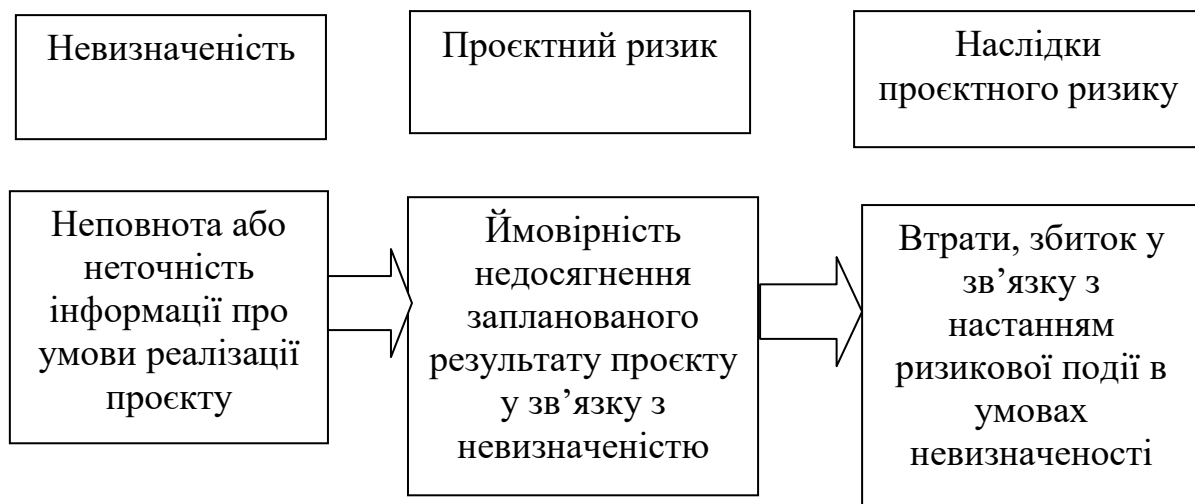 Невизначеність
Проєктний ризик
Наслідки
проєктного ризику
Неповнота або
неточність
інформації про
умови реалізації
проєкту
Ймовірність
недосягнення
запланованого
результату проєкту
у зв’язку з
невизначеністю
Втрати, збиток у
зв’язку з
настанням
ризикової події в
умовах
невизначеності